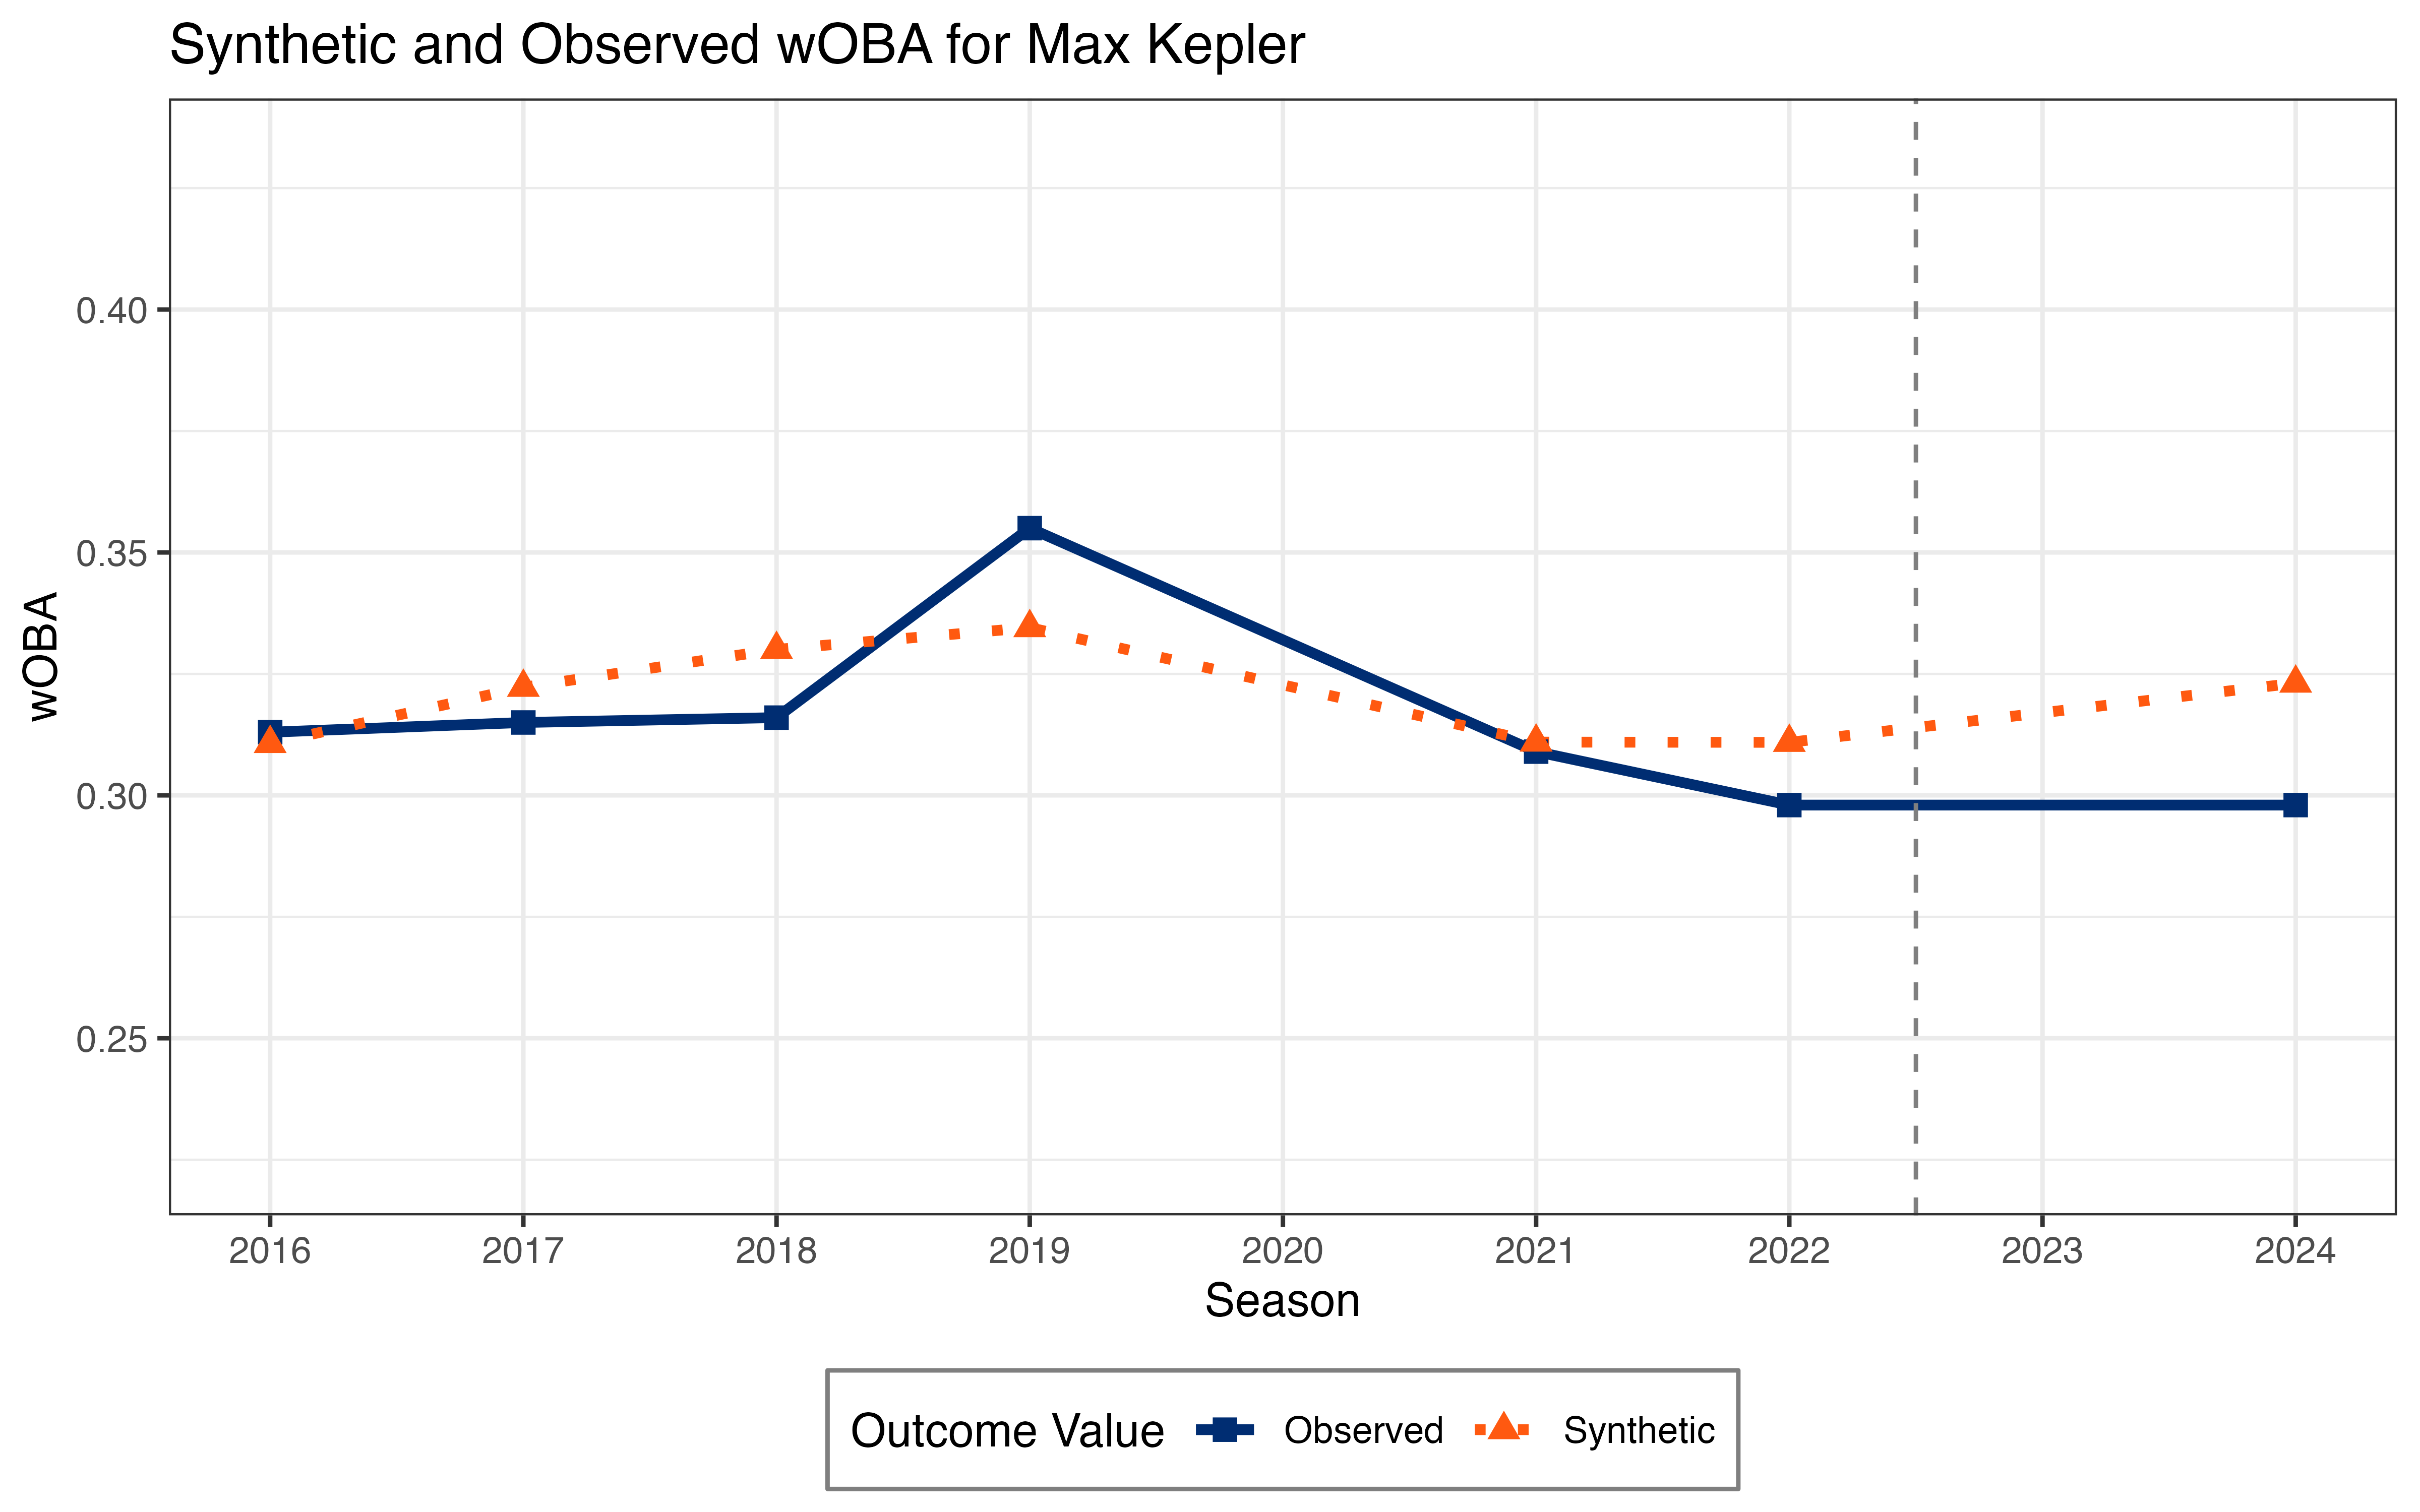 Synthetic and Observed wOBA for Max Kepler
wOBA
0.40
0.35
0.30
0.25
2016 2017 2018 2019 2020 2021 2022 2023 2024
Season
Outcome Value Observed Synthetic